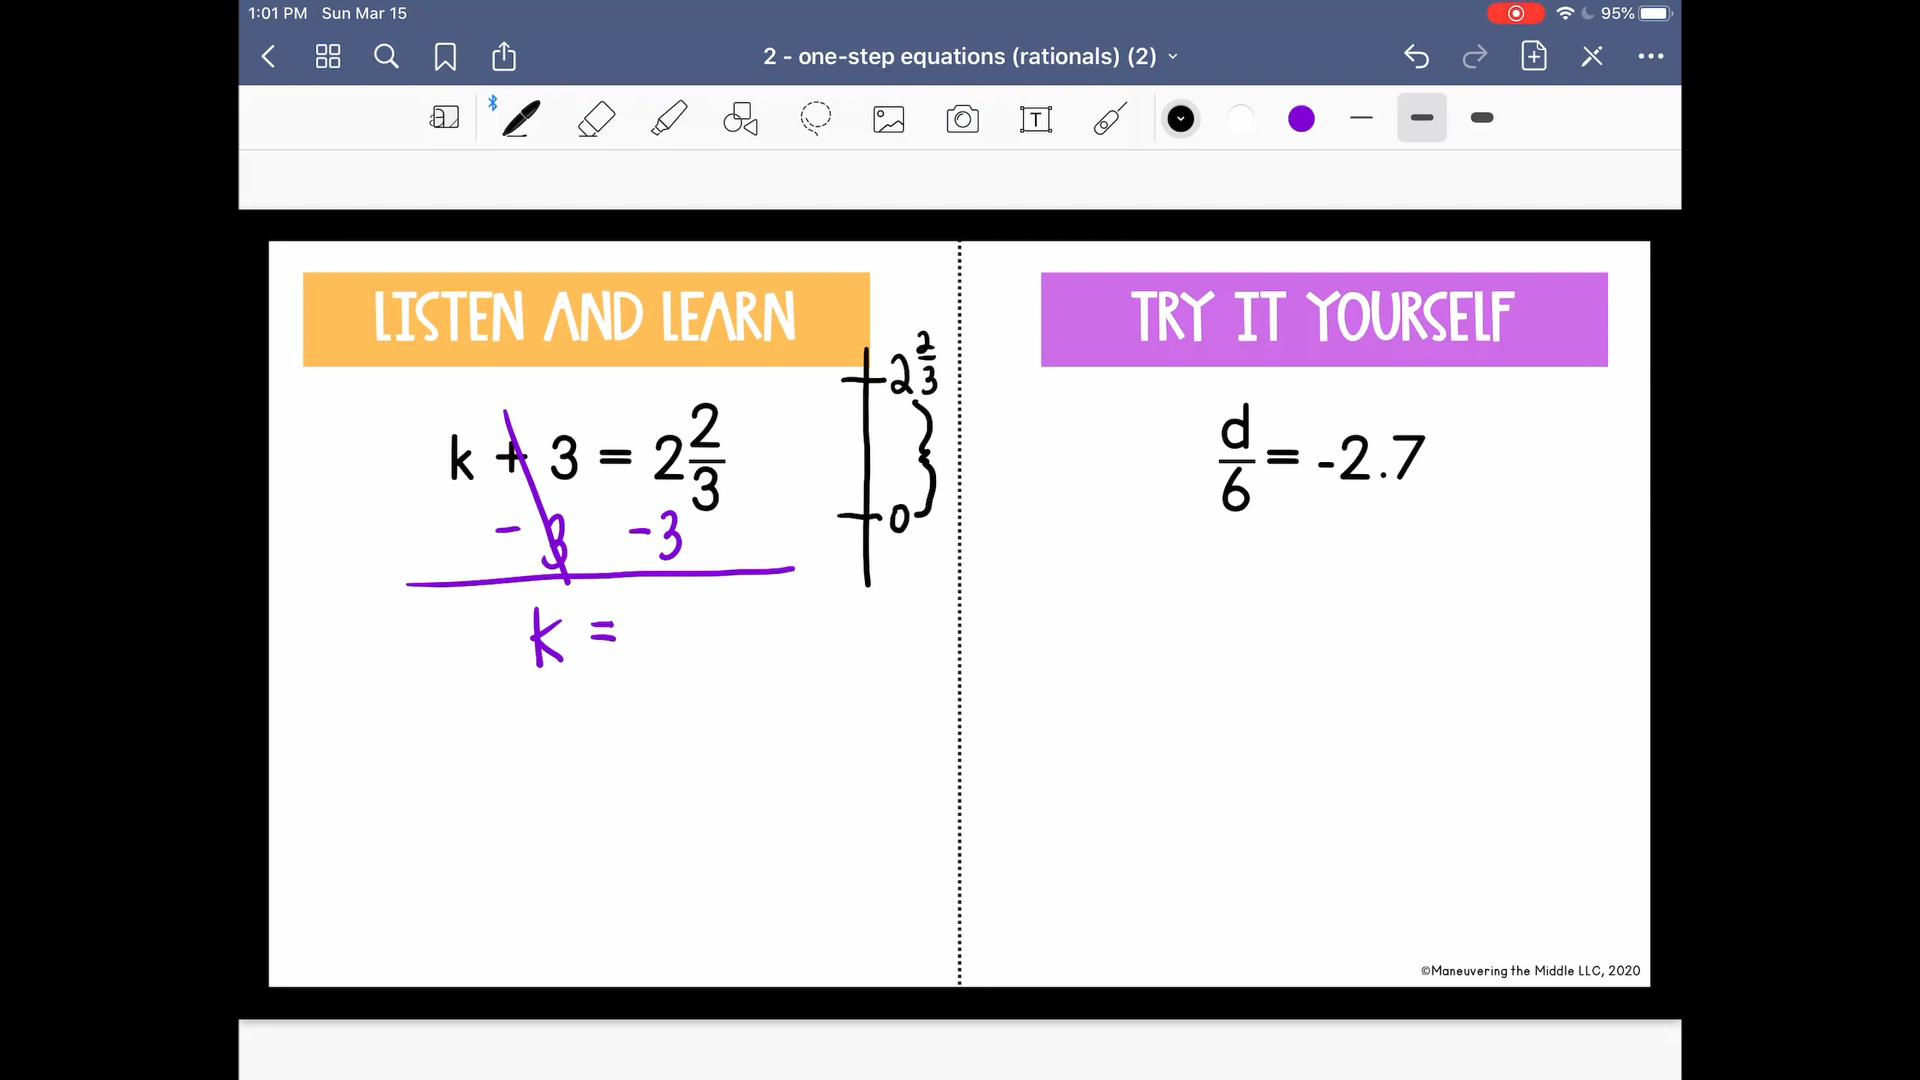 1:01 PM Sun Mar 15
95%
2 - one-step equations (rationals) (2)
T
LISTEN AND LEARN
k + 3 = 2 2/3
- 3 -3
k =
2 2/3
0
TRY IT YOURSELF
d/6 = -2.7
©Maneuvering the Middle LLC, 2020